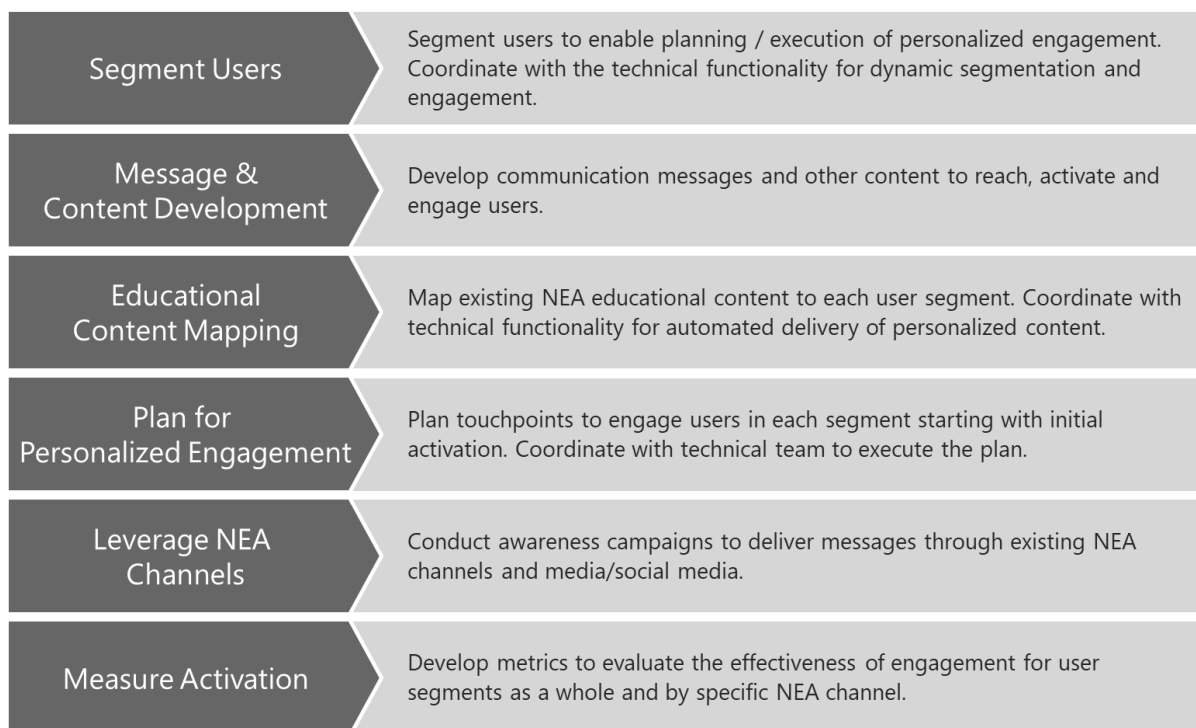 Segment Users
Segment users to enable planning / execution of personalized engagement.
Coordinate with the technical functionality for dynamic segmentation and
engagement.
Message &
Content Development
Develop communication messages and other content to reach, activate and
engage users.
Educational
Content Mapping
Map existing NEA educational content to each user segment. Coordinate with
technical functionality for automated delivery of personalized content.
Plan for
Personalized Engagement
Plan touchpoints to engage users in each segment starting with initial
activation. Coordinate with technical team to execute the plan.
Leverage NEA
Channels
Conduct awareness campaigns to deliver messages through existing NEA
channels and media/social media.
Measure Activation
Develop metrics to evaluate the effectiveness of engagement for user
segments as a whole and by specific NEA channel.